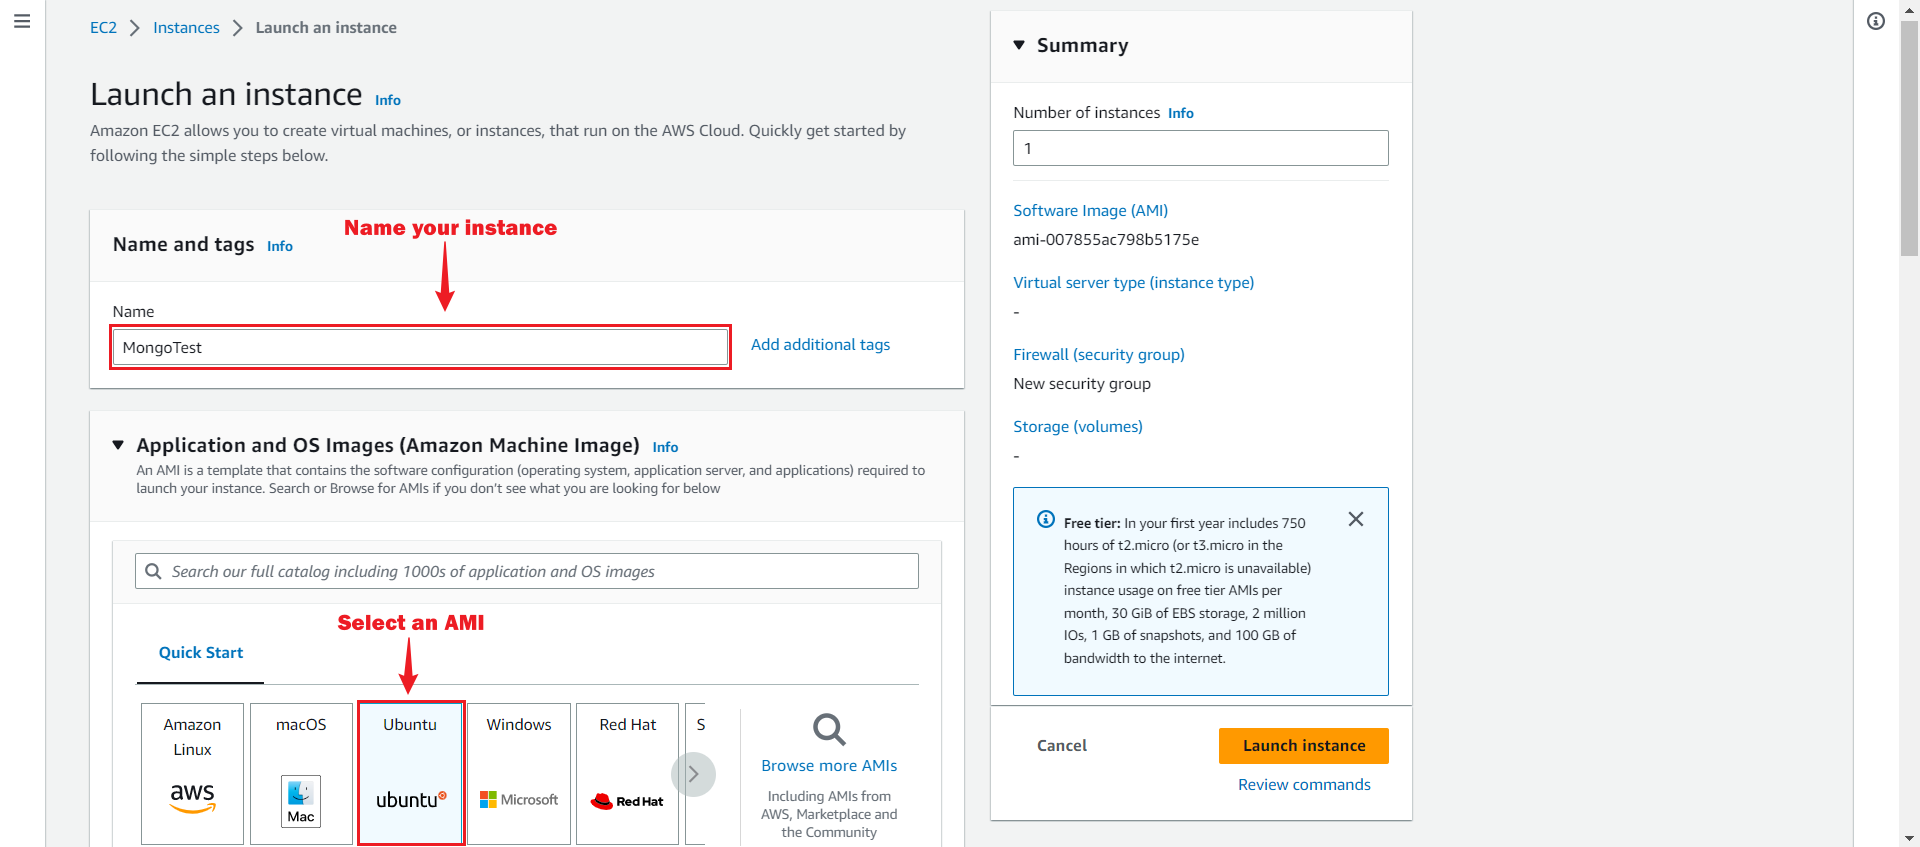 EC2 > Instances > Launch an instance
Launch an instance Info
Amazon EC2 allows you to create virtual machines, or instances, that run on the AWS Cloud. Quickly get started by
following the simple steps below.
Name your instance
Name and tags Info
Name
MongoTest
Add additional tags
Application and OS Images (Amazon Machine Image) Info
An AMI is a template that contains the software configuration (operating system, application server, and applications) required to
launch your instance. Search or Browse for AMIs if you don't see what you are looking for below
Search our full catalog including 1000s of application and OS images
Select an AMI
Quick Start
Amazon
Linux
aws
macOS
Mac
Ubuntu
ubuntu
Windows
Microsoft
Red Hat
Red Hat
S
Browse more AMIs
Including AMIs from
AWS, Marketplace and
the Community
Summary
Number of instances Info
1
Software Image (AMI)
ami-007855ac798b5175e
Virtual server type (instance type)
-
Firewall (security group)
New security group
Storage (volumes)
-
Free tier: In your first year includes 750
hours of t2.micro (or t3.micro in the
Regions in which t2.micro is unavailable)
instance usage on free tier AMIs per
month, 30 GiB of EBS storage, 2 million
IOs, 1 GB of snapshots, and 100 GB of
bandwidth to the internet.
Cancel
Launch instance
Review commands